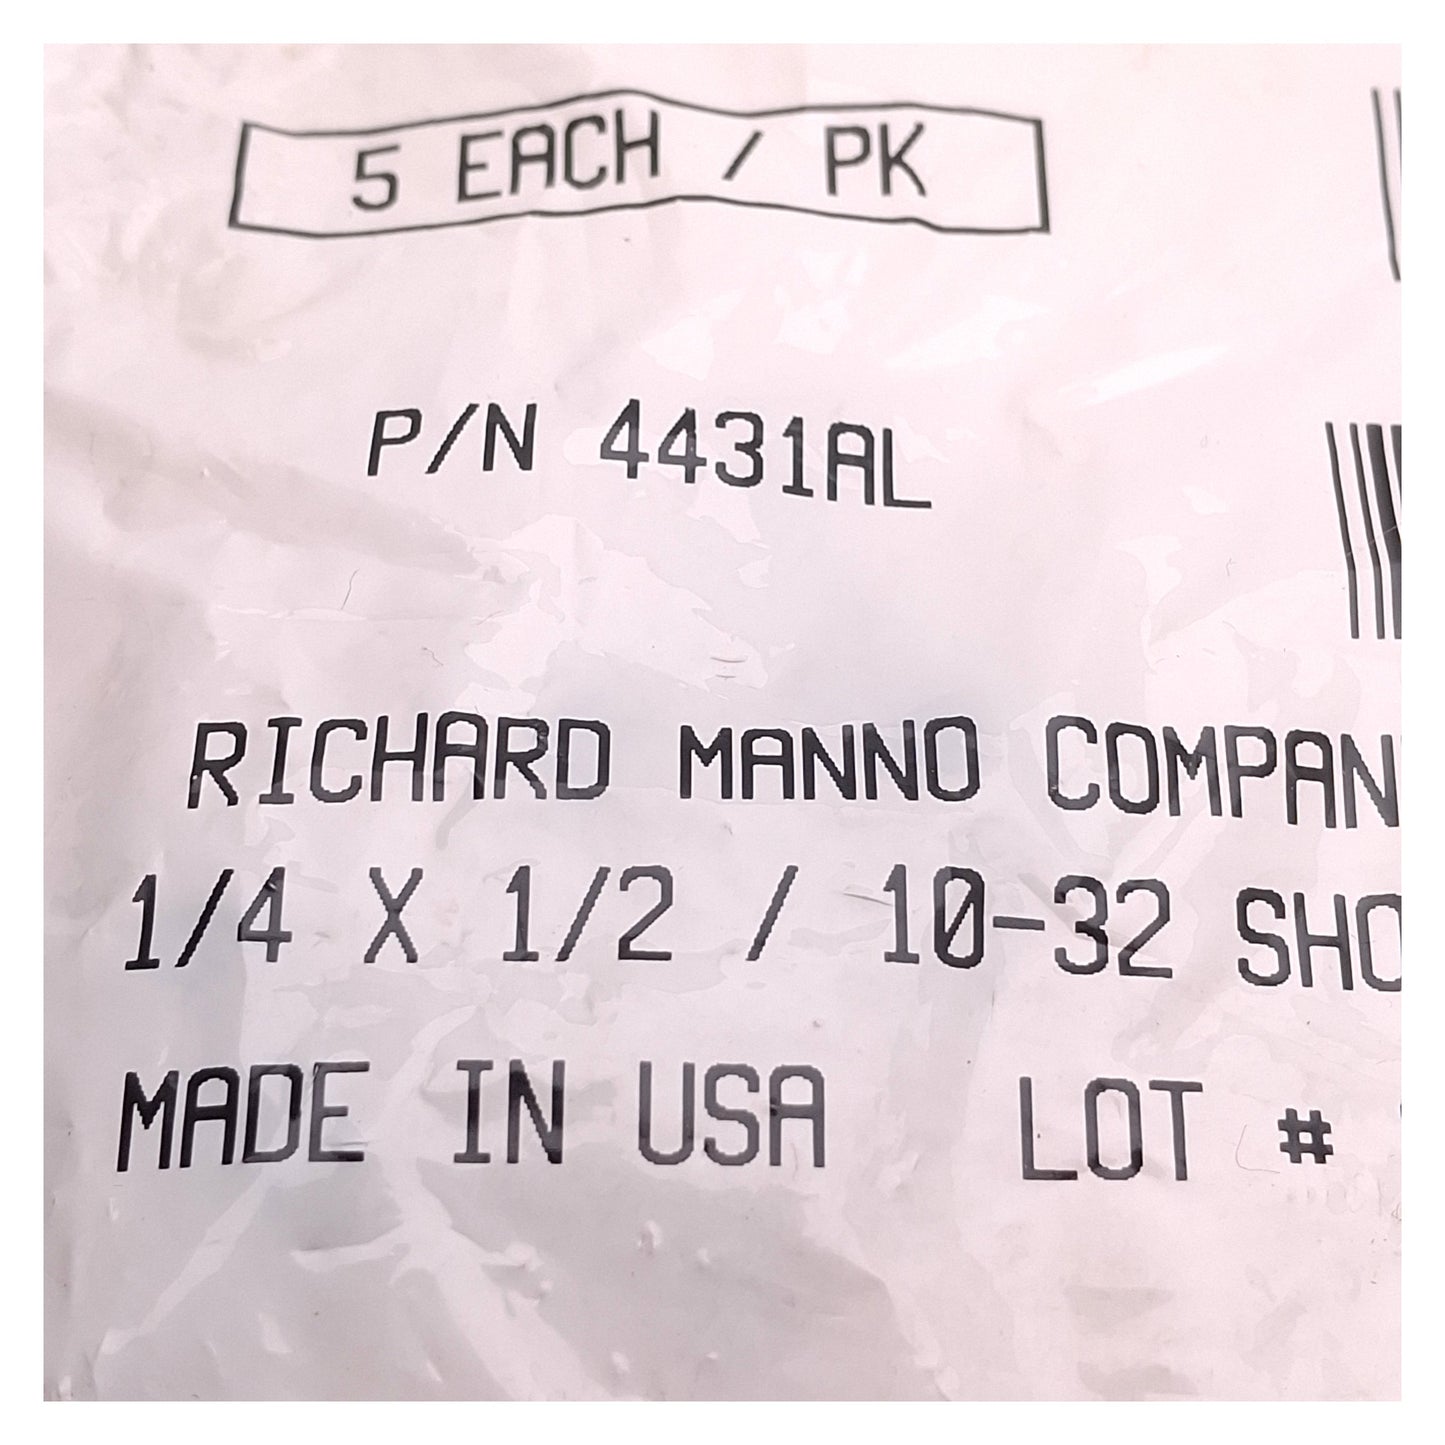 5 EACH / PK
P/N 4431AL
RICHARD MANNO COMPAN
1/4 X 1/2 / 10-32 SHO
MADE IN USA LOT #